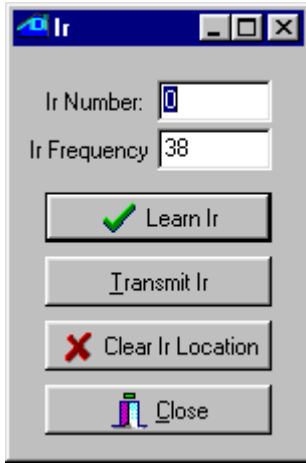 Ir
Ir Number: 0
Ir Frequency 38
Learn Ir
Transmit Ir
Clear Ir Location
Close